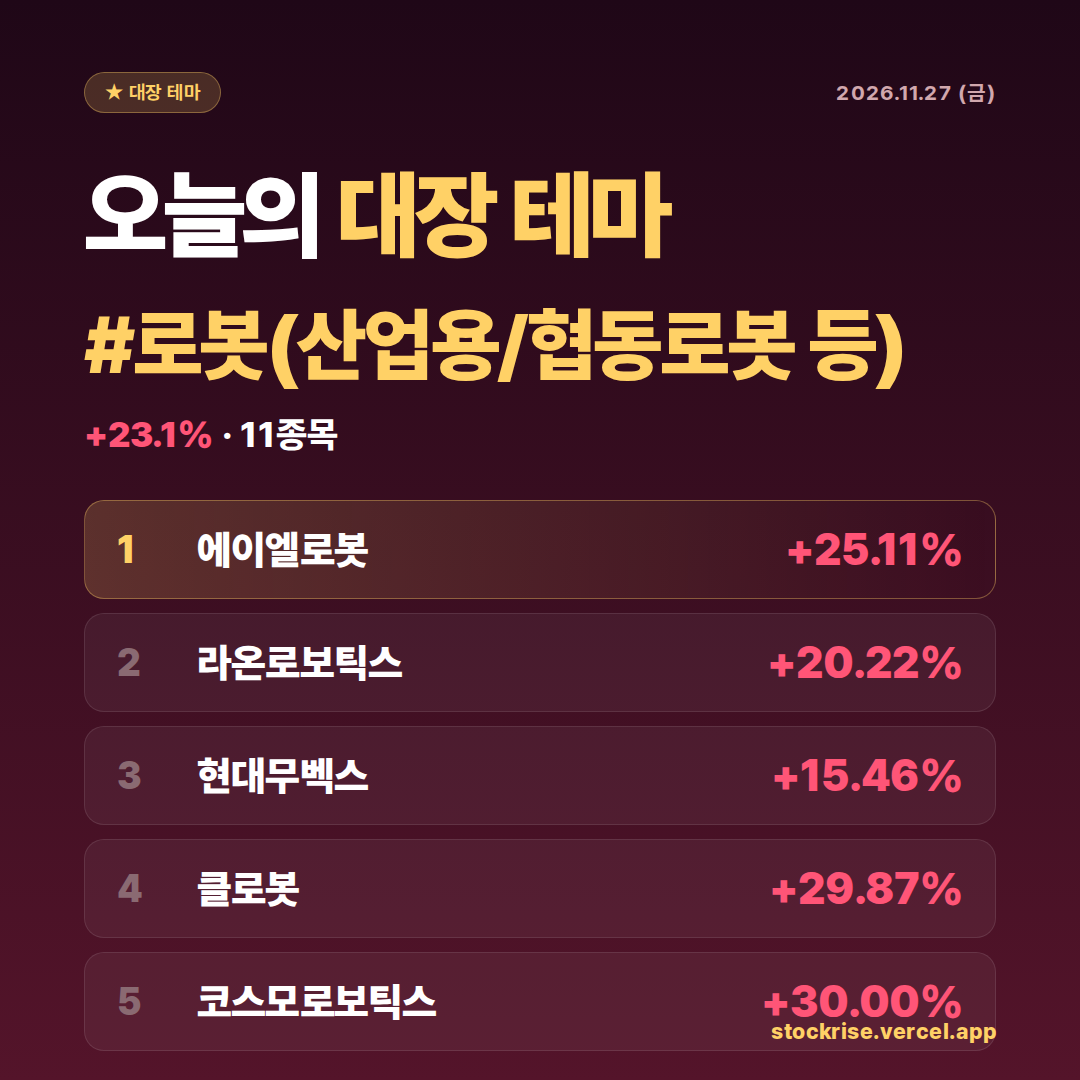 ★ 대장 테마
2026.11.27 (금)
오늘의 대장 테마
#로봇(산업용/협동로봇 등)
+23.1% · 11종목
1 에이엘로봇 +25.11%
2 라온로보틱스 +20.22%
3 현대무벡스 +15.46%
4 클로봇 +29.87%
5 코스모로보틱스 +30.00%
stockrise.vercel.app